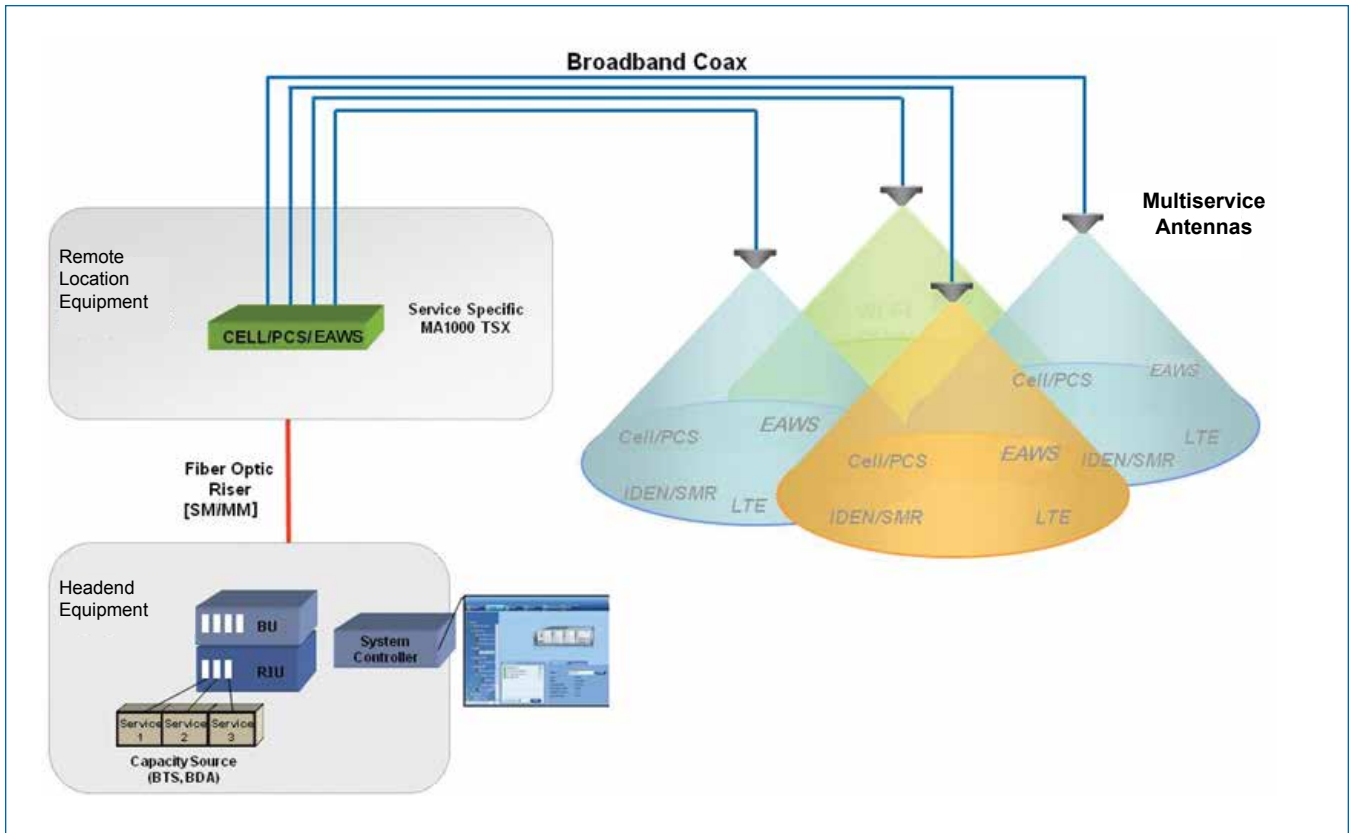 Broadband Coax
Multiservice
Antennas
Remote
Location
Equipment
CELL/PCS/EAWS
Service Specific
MA1000 TSX
Cell/PCS
EAWS
Cell/PCS
EAWS
LTE
IDEN/SMR
Cell/PCS
EAWS
IDEN/SMR
LTE
IDEN/SMR
LTE
Fiber Optic
Riser
[SM/MM]
Headend
Equipment
BU
RIU
System
Controller
Service
1
Service
2
Service
3
Capacity Source
(BTS,BDA)